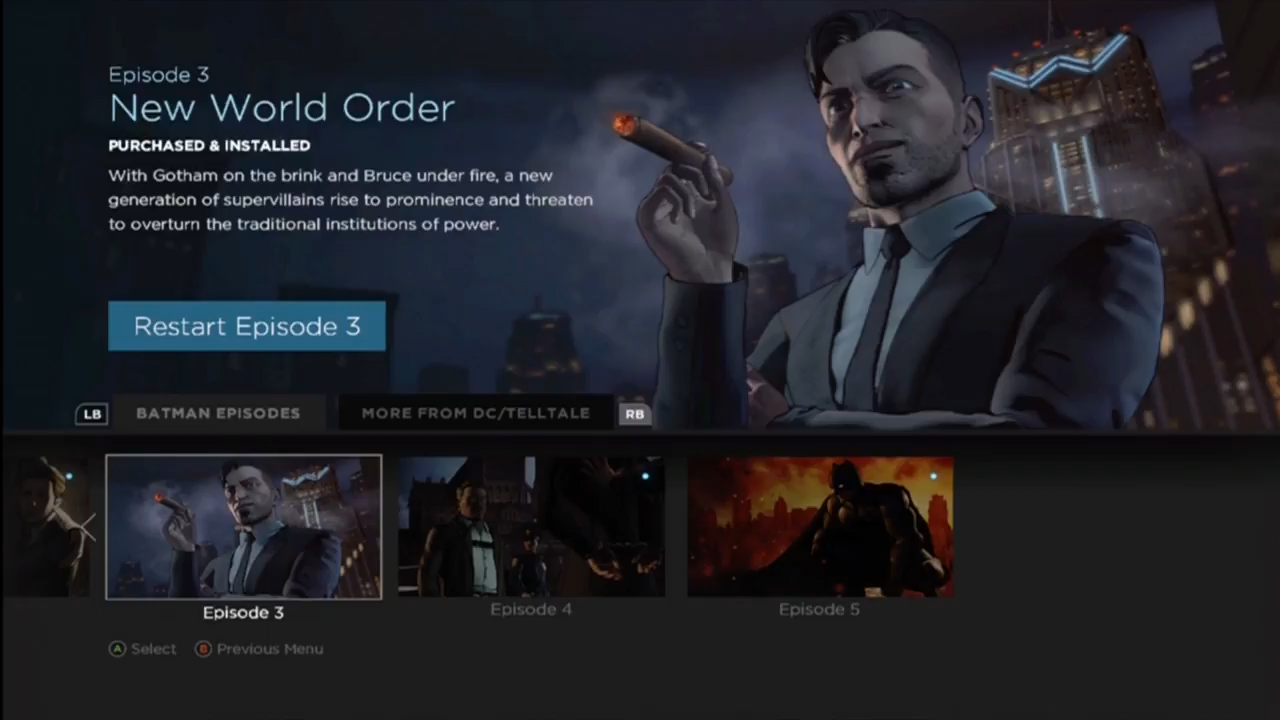 Episode 3
New World Order
PURCHASED & INSTALLED
With Gotham on the brink and Bruce under fire, a new
generation of supervillains rise to prominence and threaten
to overturn the traditional institutions of power.
Restart Episode 3
LB BATMAN EPISODES MORE FROM DC/TELLTALE RB
Episode 3 Episode 4 Episode 5
A Select B Previous Menu